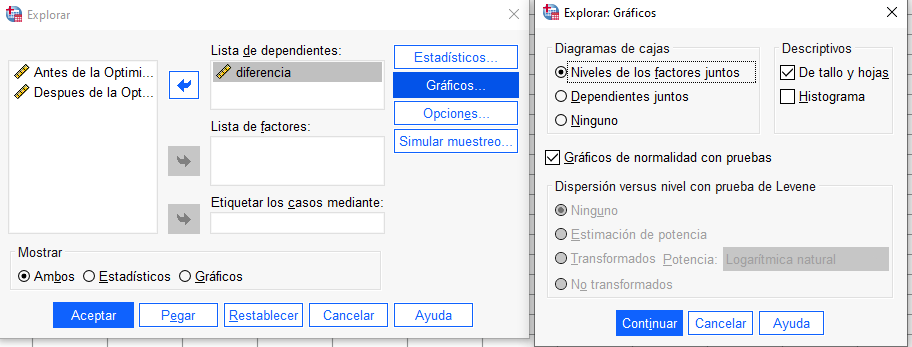 Explorar
Lista de dependientes:
Antes de la Optimi...
Despues de la Opt...
diferencia
Estadísticos...
Gráficos...
Opciones...
Simular muestreo...
Lista de factores:
Etiquetar los casos mediante:
Mostrar
Ambos Estadísticos Gráficos
Aceptar Pegar Restablecer Cancelar Ayuda
Explorar: Gráficos
Diagramas de cajas
Niveles de los factores juntos
Dependientes juntos
Ninguno
Descriptivos
De tallo y hojas
Histograma
Gráficos de normalidad con pruebas
Dispersión versus nivel con prueba de Levene
Ninguno
Estimación de potencia
Transformados Potencia: Logarítmica natural
No transformados
Continuar Cancelar Ayuda